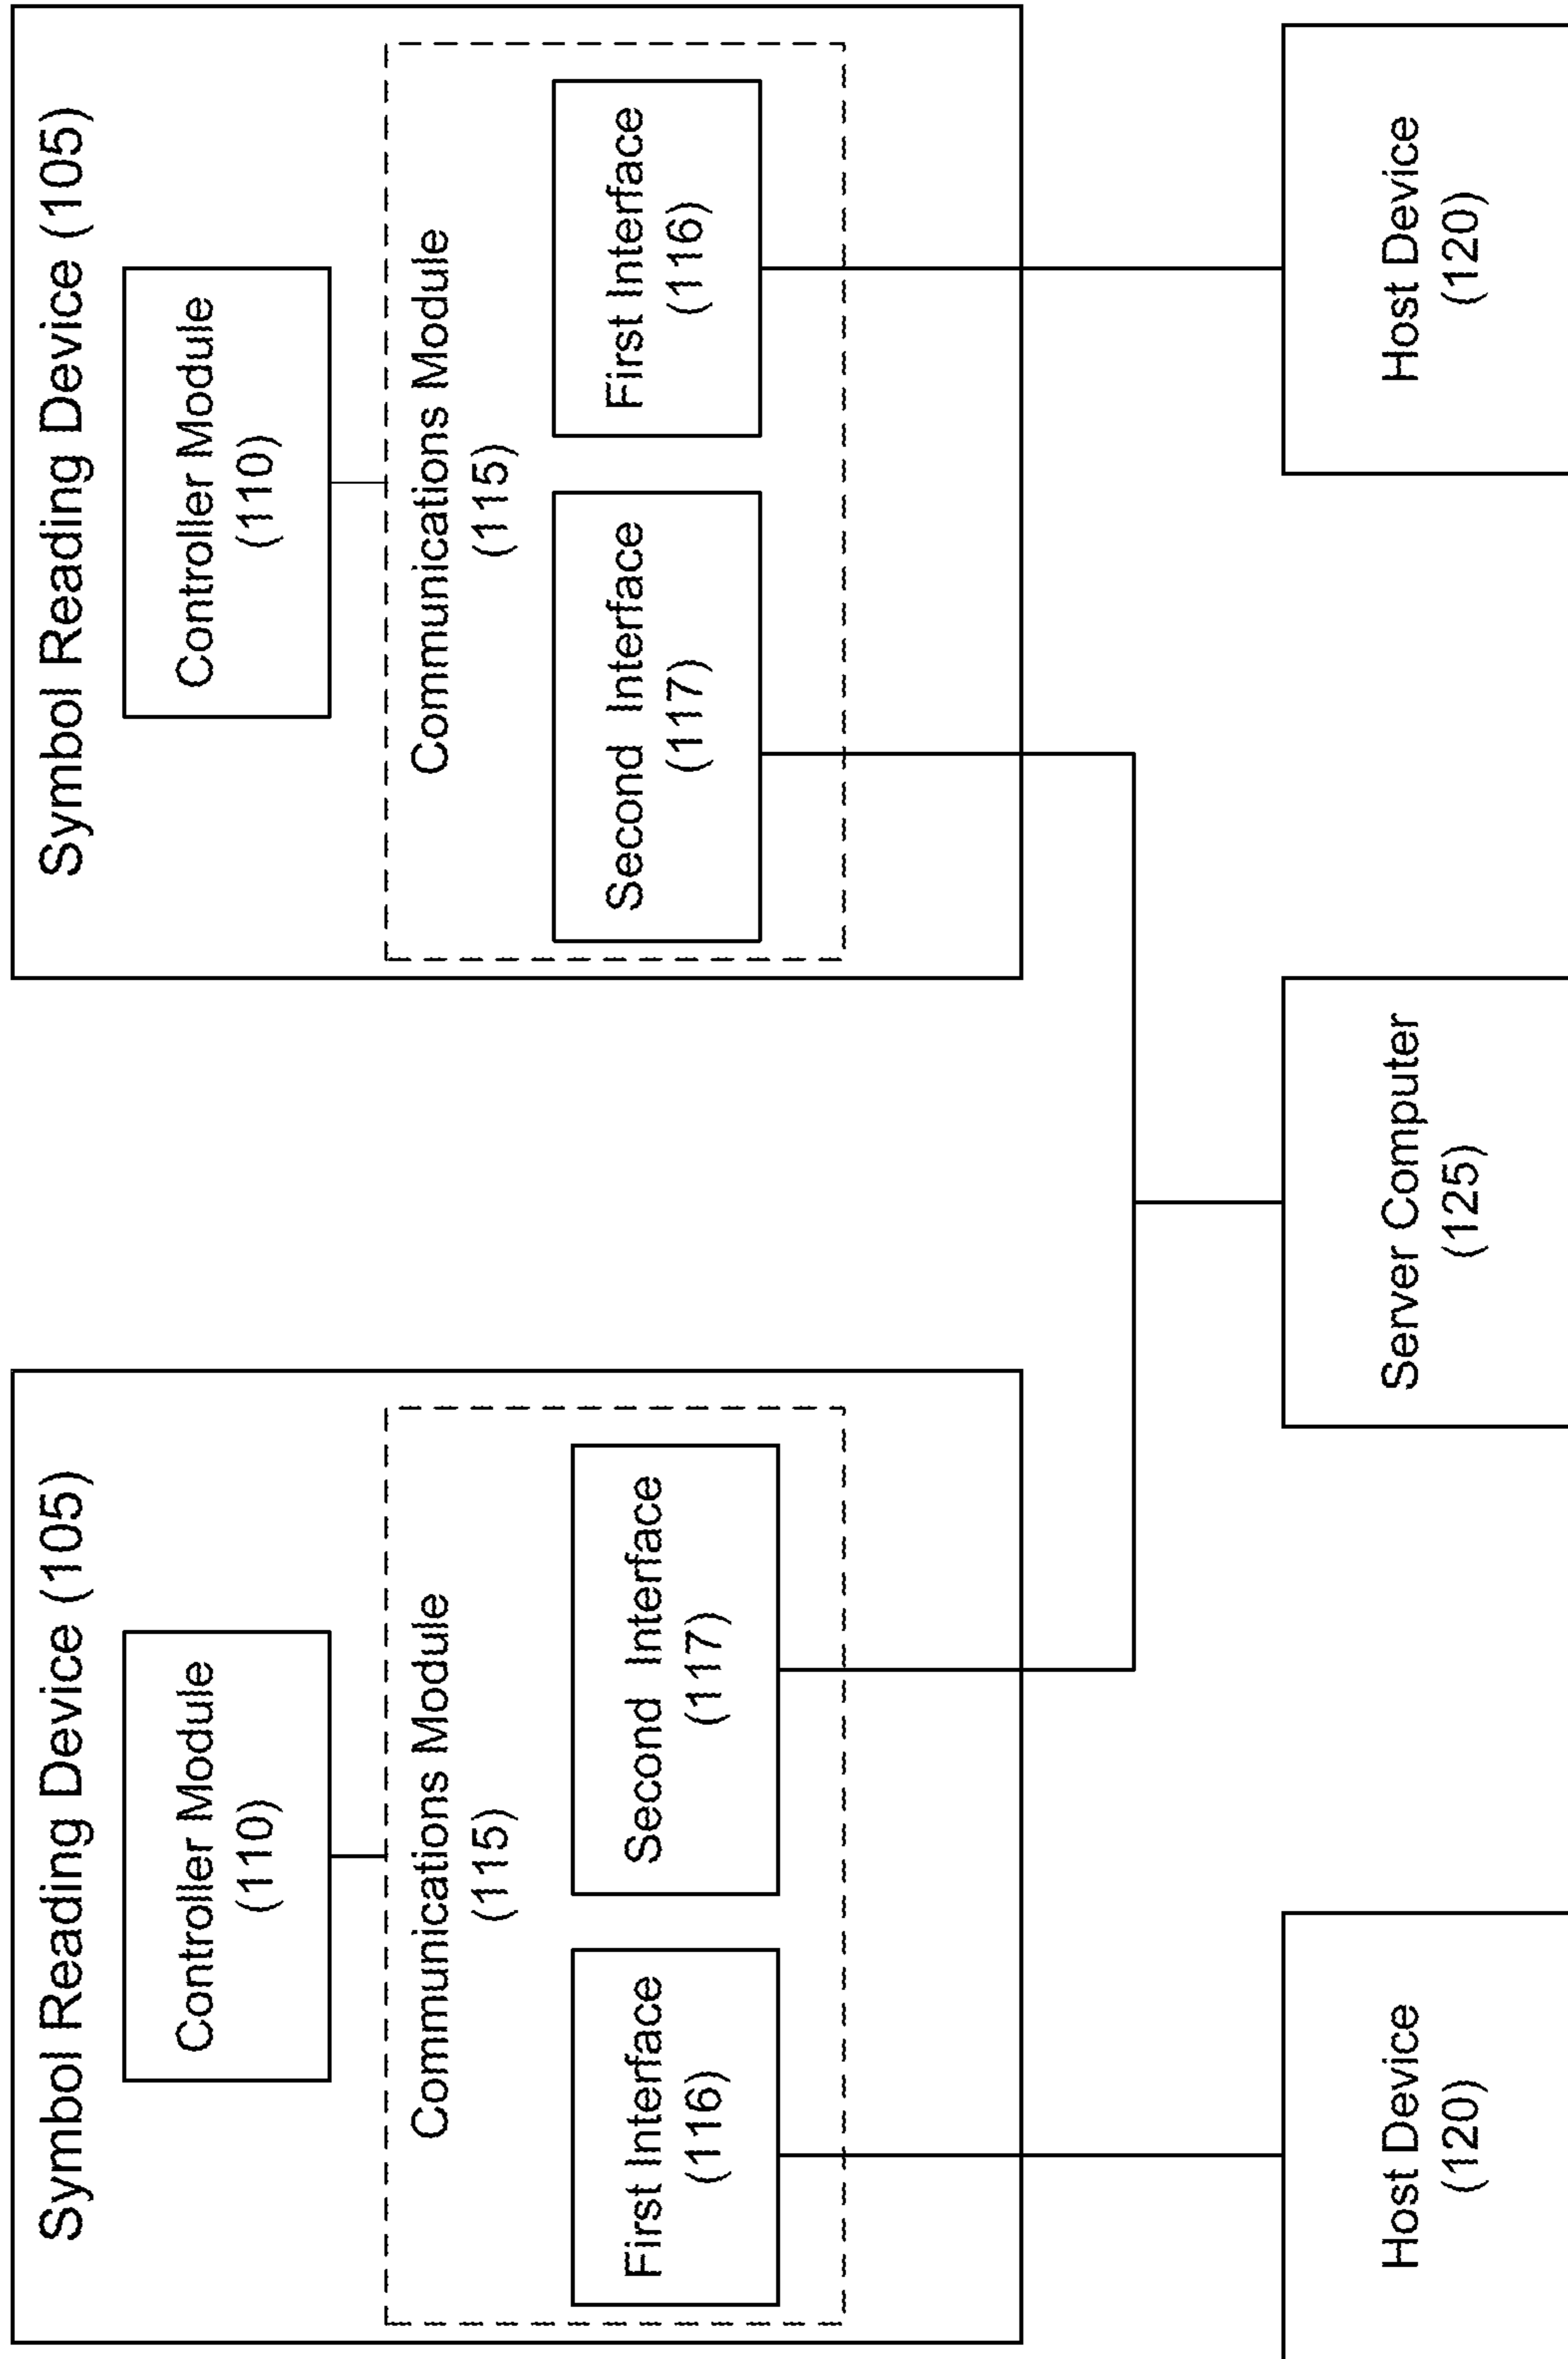 Symbol Reading Device (105)
Controller Module
(110)
Communications Module
(115)
First Interface
(116)
Second Interface
(117)
Symbol Reading Device (105)
Controller Module
(110)
Communications Module
(115)
Second Interface
(117)
First Interface
(116)
Host Device
(120)
Server Computer
(125)
Host Device
(120)